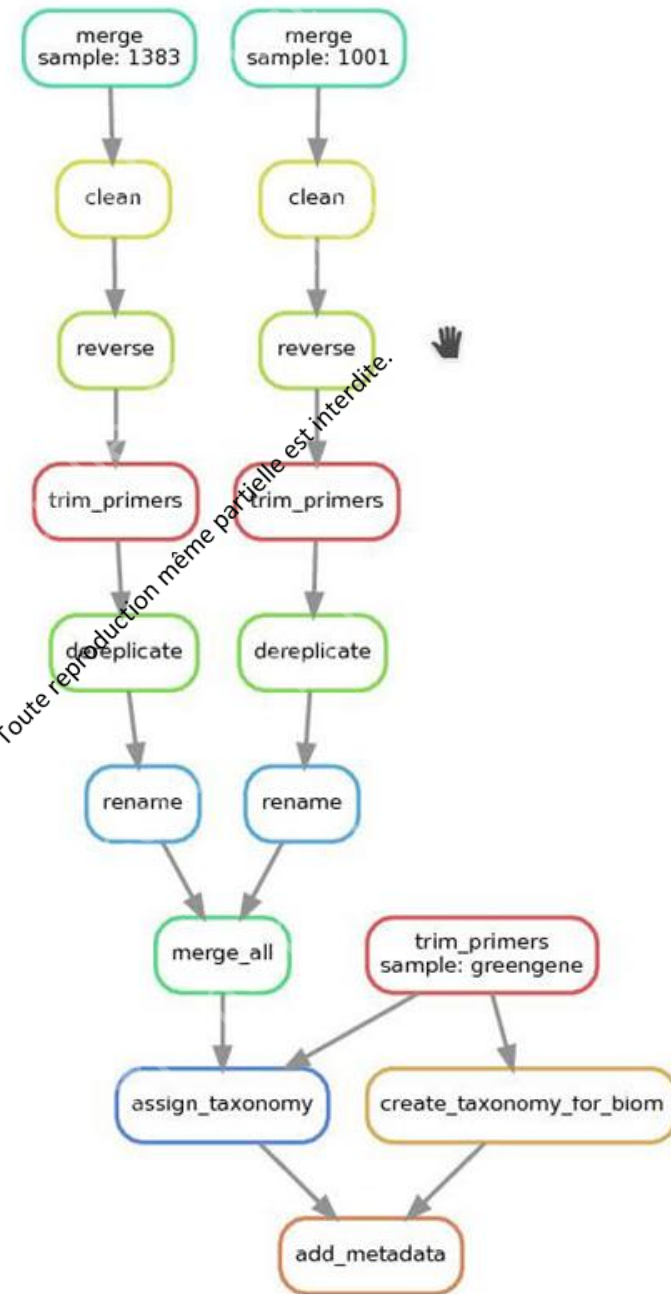 merge
sample: 1383
merge
sample: 1001
clean
clean
reverse
reverse
trim_primers
trim_primers
dereplicate
dereplicate
rename
rename
merge_all
trim_primers
sample: greengene
assign_taxonomy
create_taxonomy_for_biom
add_metadata
Toute reproduction même partielle est interdite.